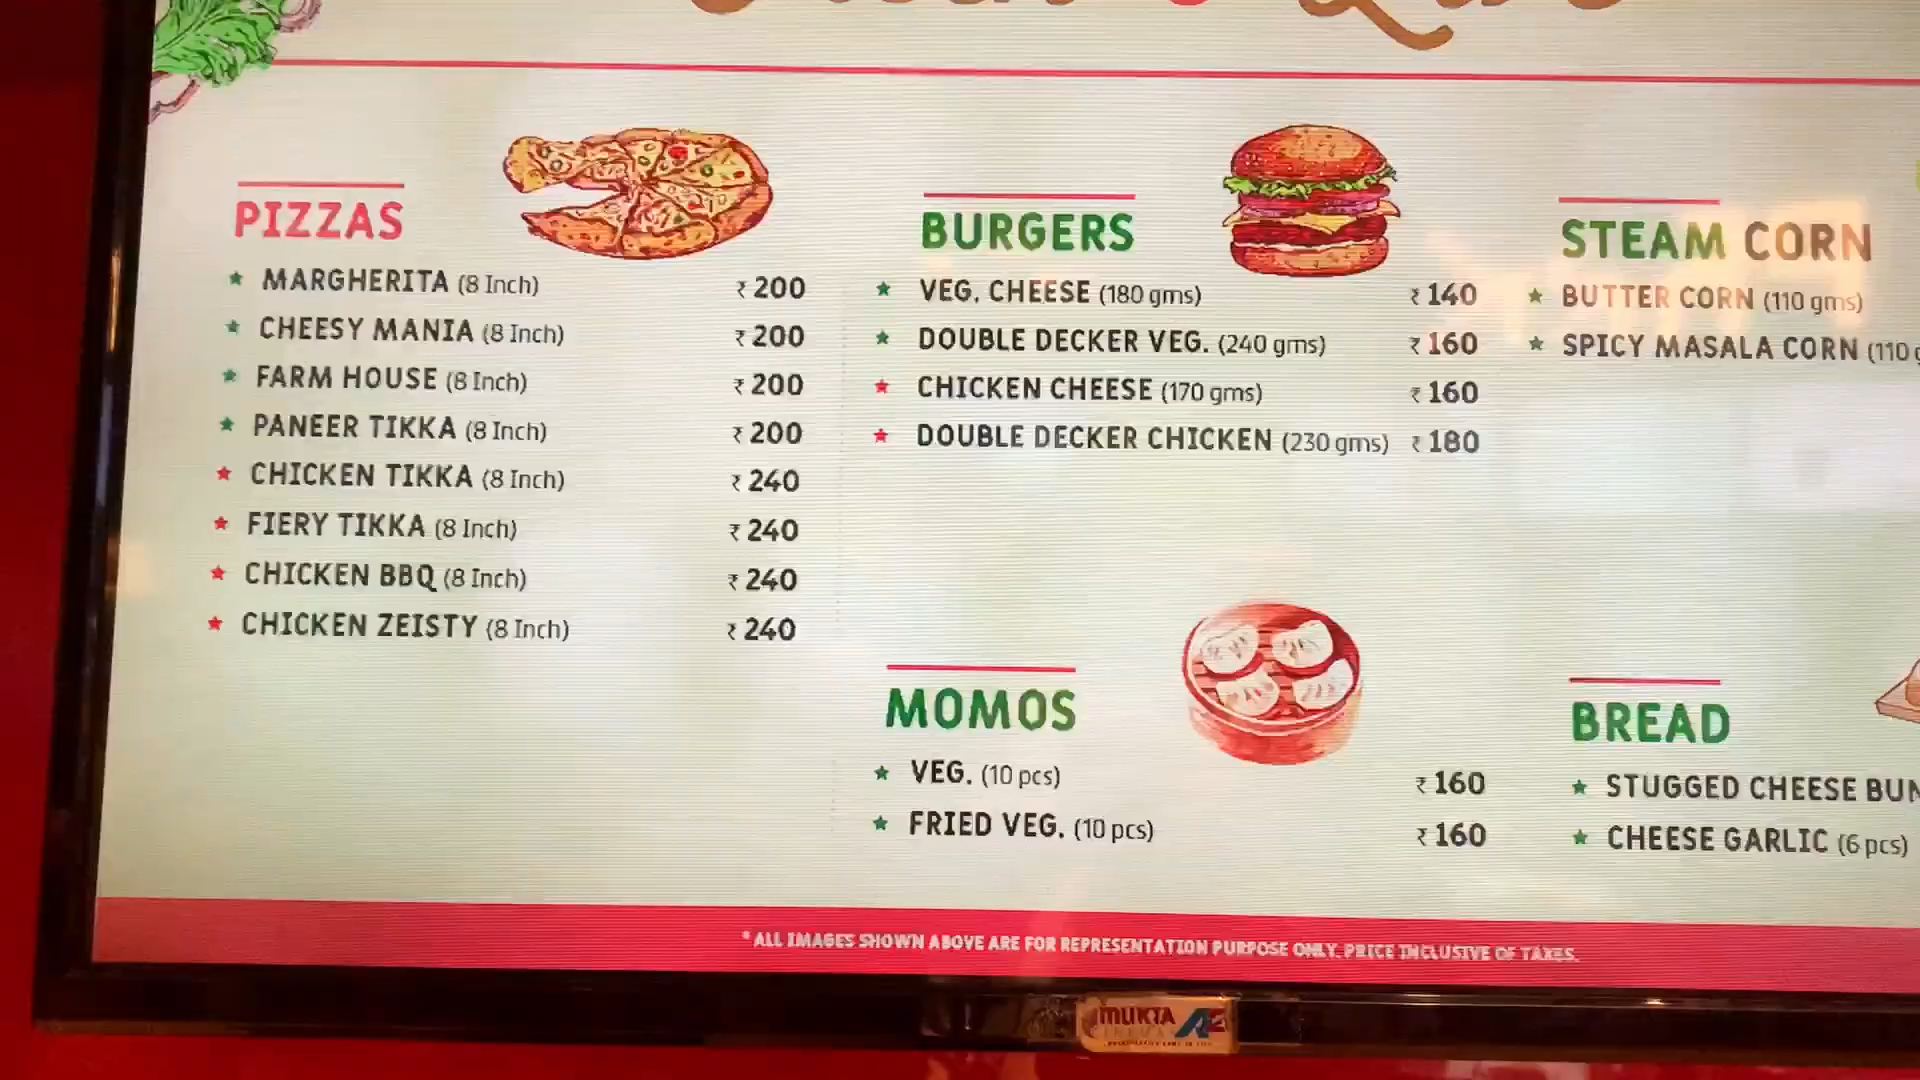 PIZZAS
MARGHERITA (8 Inch) ₹ 200
CHEESY MANIA (8 Inch) ₹ 200
FARM HOUSE (8 Inch) ₹ 200
PANEER TIKKA (8 Inch) ₹ 200
CHICKEN TIKKA (8 Inch) ₹ 240
FIERY TIKKA (8 Inch) ₹ 240
CHICKEN BBQ (8 Inch) ₹ 240
CHICKEN ZEISTY (8 Inch) ₹ 240
BURGERS
VEG. CHEESE (180 gms) ₹ 140
DOUBLE DECKER VEG. (240 gms) ₹ 160
CHICKEN CHEESE (170 gms) ₹ 160
DOUBLE DECKER CHICKEN (230 gms) ₹ 180
MOMOS
VEG. (10 pcs) ₹ 160
FRIED VEG. (10 pcs) ₹ 160
STEAM CORN
BUTTER CORN (110 gms)
SPICY MASALA CORN (110
BREAD
STUGGED CHEESE
CHEESE GARLIC (6 pcs)
* ALL IMAGES SHOWN ABOVE ARE FOR REPRESENTATION PURPOSE ONLY. PRICE INCLUSIVE OF TAXES.
MUKTA A2